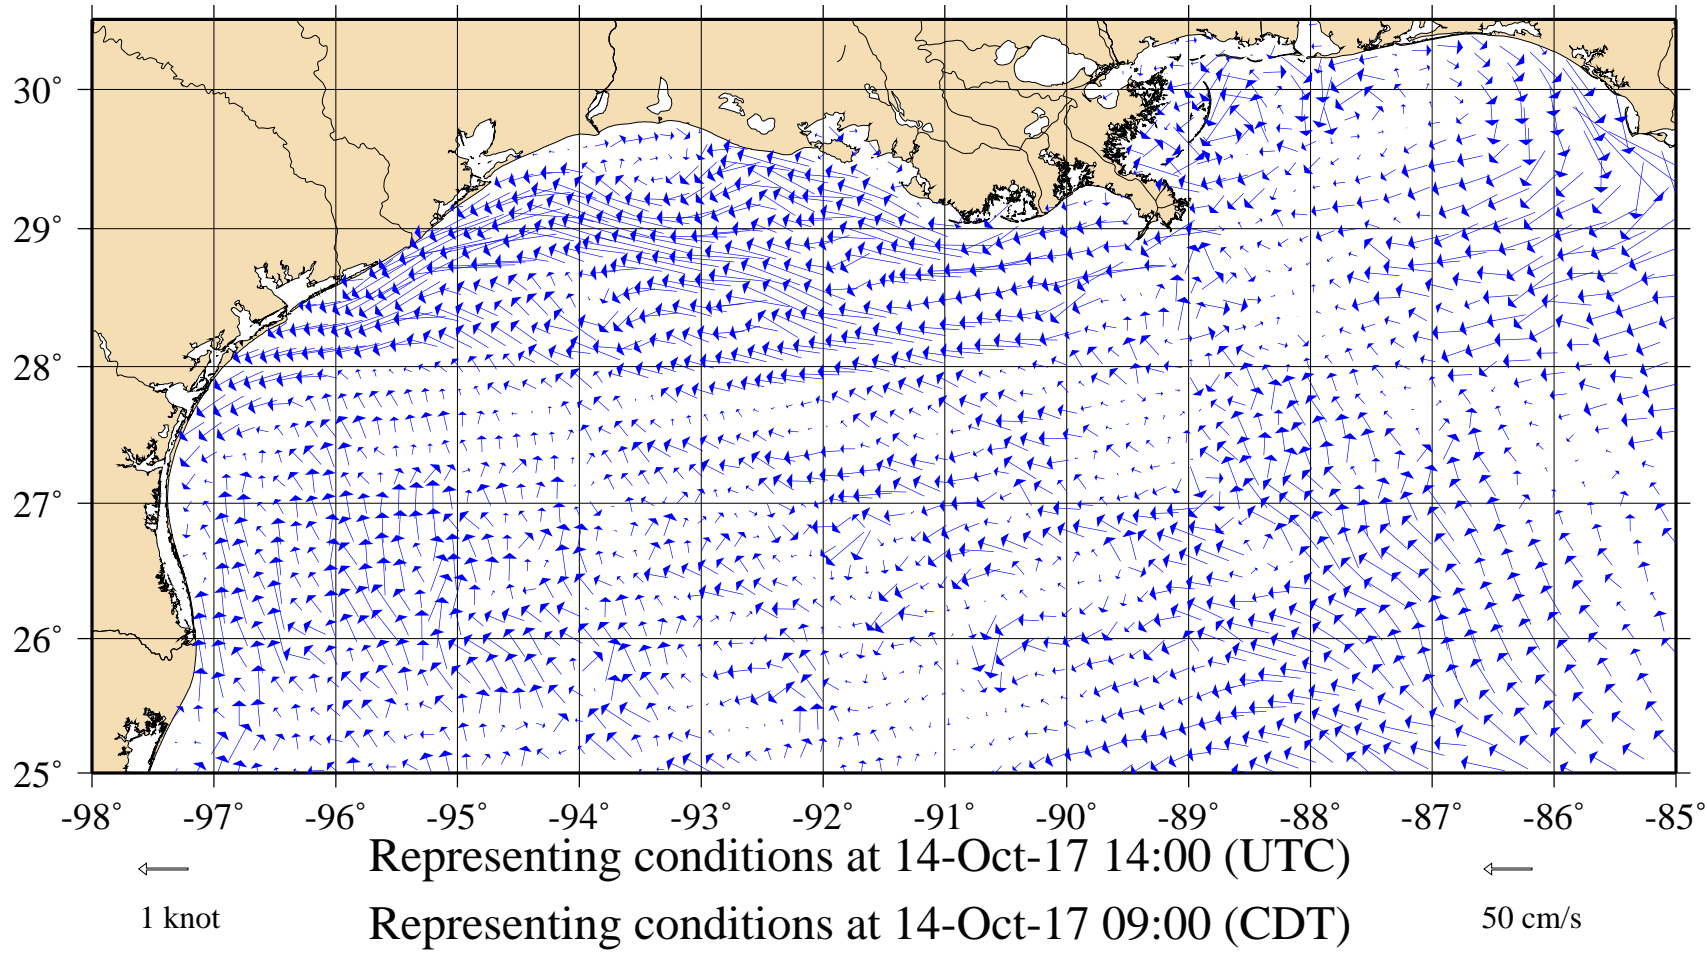 30°
29°
28°
27°
26°
25°
-98° -97° -96° -95° -94° -93° -92° -91° -90° -89° -88° -87° -86° -85°
Representing conditions at 14-Oct-17 14:00 (UTC)
1 knot
Representing conditions at 14-Oct-17 09:00 (CDT)
50 cm/s